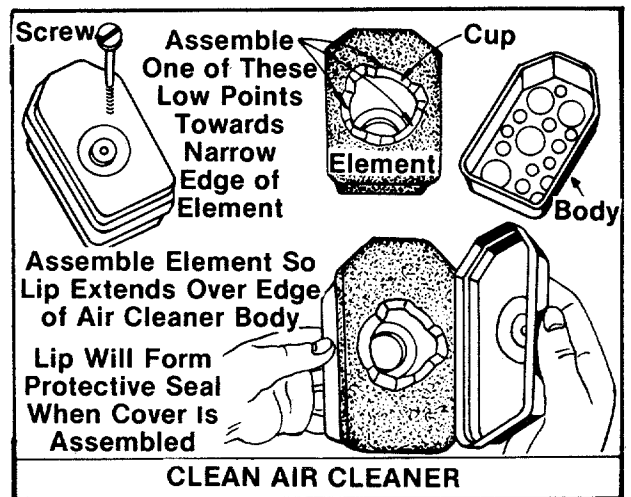 Screw
Assemble
One of These
Low Points
Towards
Narrow
Edge of
Element
Cup
Element
Body
Assemble Element So
Lip Extends Over Edge
of Air Cleaner Body
Lip Will Form
Protective Seal
When Cover is
Assembled
CLEAN AIR CLEANER